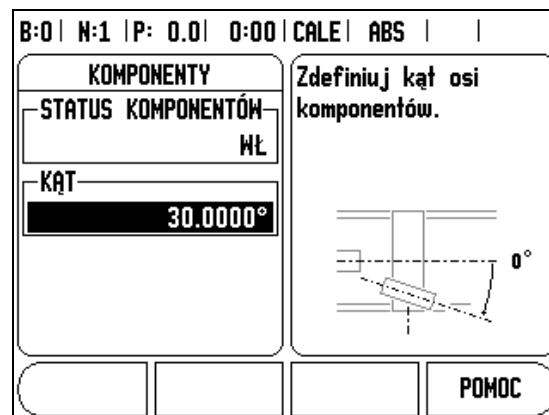 B:0| N:1 |P: 0.0| 0:00|CALE| ABS | |
KOMPONENTY
STATUS KOMPONENTÓW
WŁ
KĄT
30.0000°
Zdefiniuj kąt osi
komponentów.
0°
POMOC